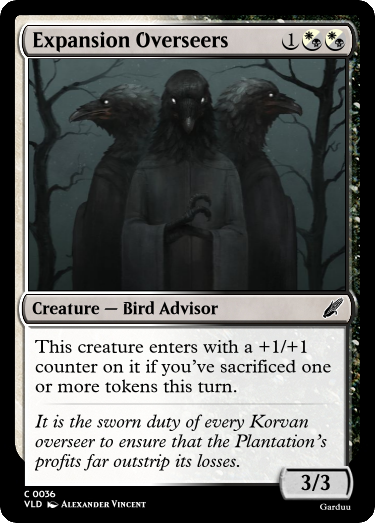 Expansion Overseers 1
Creature — Bird Advisor
This creature enters with a +1/+1
counter on it if you've sacrificed one
or more tokens this turn.
It is the sworn duty of every Korvan
overseer to ensure that the Plantation's
profits far outstrip its losses.
3/3
C 0036
VLD Alexander Vincent
Garduu